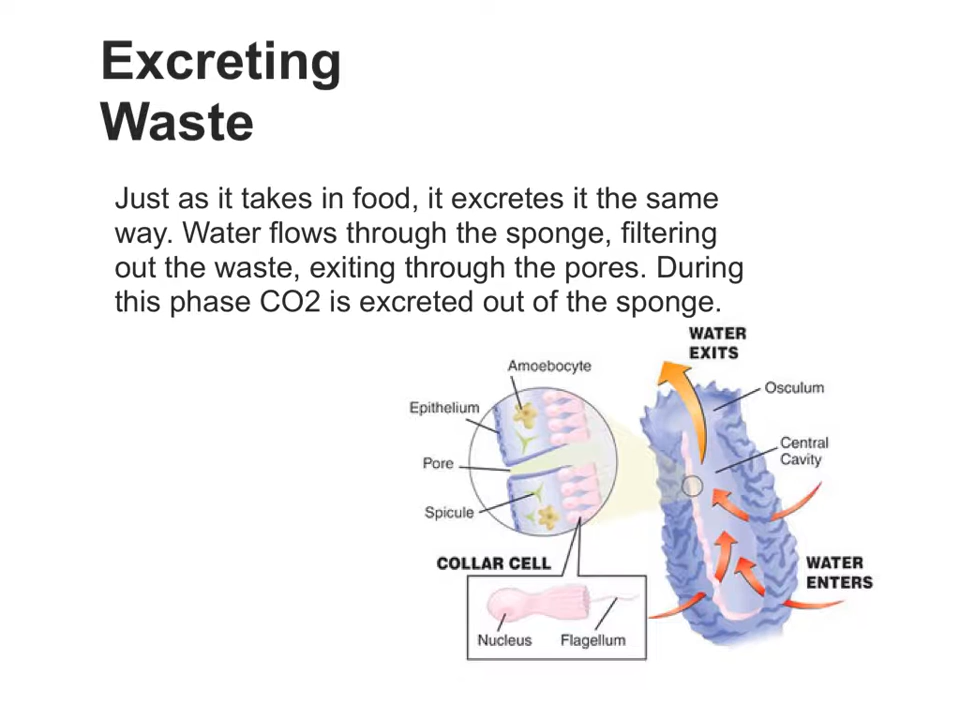 Excreting
Waste
Just as it takes in food, it excretes it the same
way. Water flows through the sponge, filtering
out the waste, exiting through the pores. During
this phase CO2 is excreted out of the sponge.
WATER
EXITS
Amoebocyte
Osculum
Epithelium
Central
Cavity
Pore
Spicule
COLLAR CELL
WATER
ENTERS
Nucleus
Flagellum